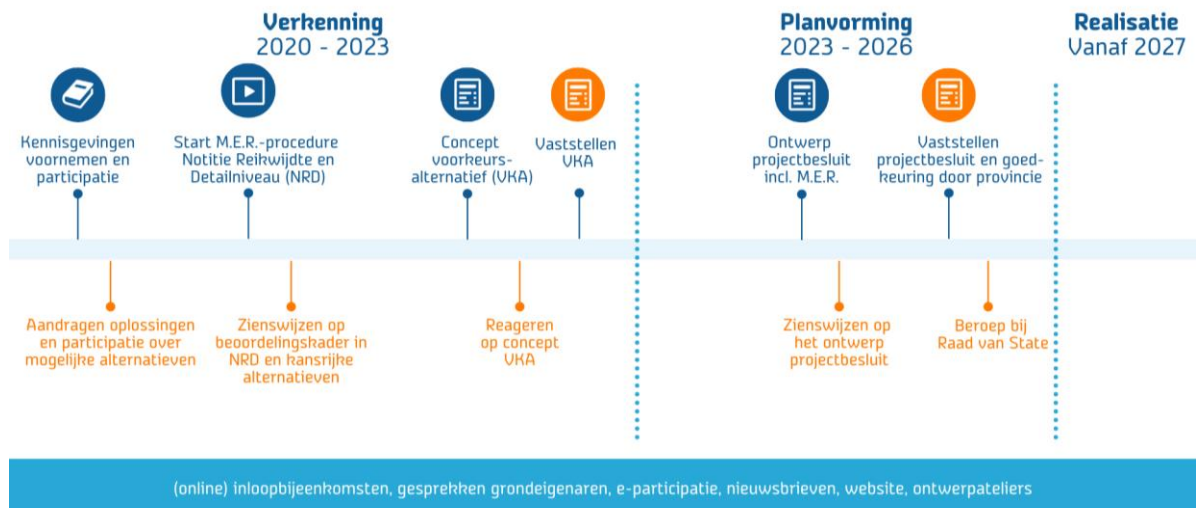 Verkenning
2020 - 2023
Planvorming
2023 - 2026
Realisatie
Vanaf 2027
Kennisgevingen
voornemen en
participatie
Start M.E.R.-procedure
Notitie Reikwijdte en
Detailniveau (NRD)
Concept
voorkeurs-
alternatief (VKA)
Vaststellen
VKA
Ontwerp
projectbesluit
incl. M.E.R.
Vaststellen
projectbesluit en goed-
keuring door provincie
Aandragen oplossingen
en participatie over
mogelijke alternatieven
Zienswijzen op
beoordelingskader in
NRD en kansrijke
alternatieven
Reageren
op concept
VKA
Zienswijzen op
het ontwerp
projectbesluit
Beroep bij
Raad van State
(online) inloopbijeenkomsten, gesprekken grondeigenaren, e-participatie, nieuwsbrieven, website, ontwerpateliers